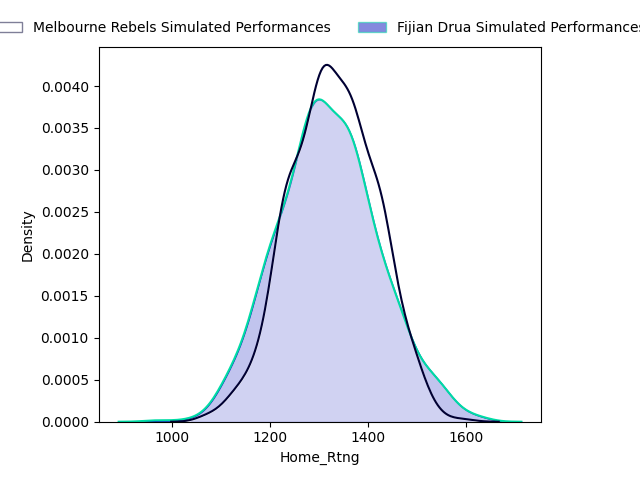 Melbourne Rebels Simulated Performances
Fijian Drua Simulated Performances
0.0040
0.0035
0.0030
0.0025
0.0020
0.0015
0.0010
0.0005
0.0000
Density
1000 1200 1400 1600
Home_Rtng